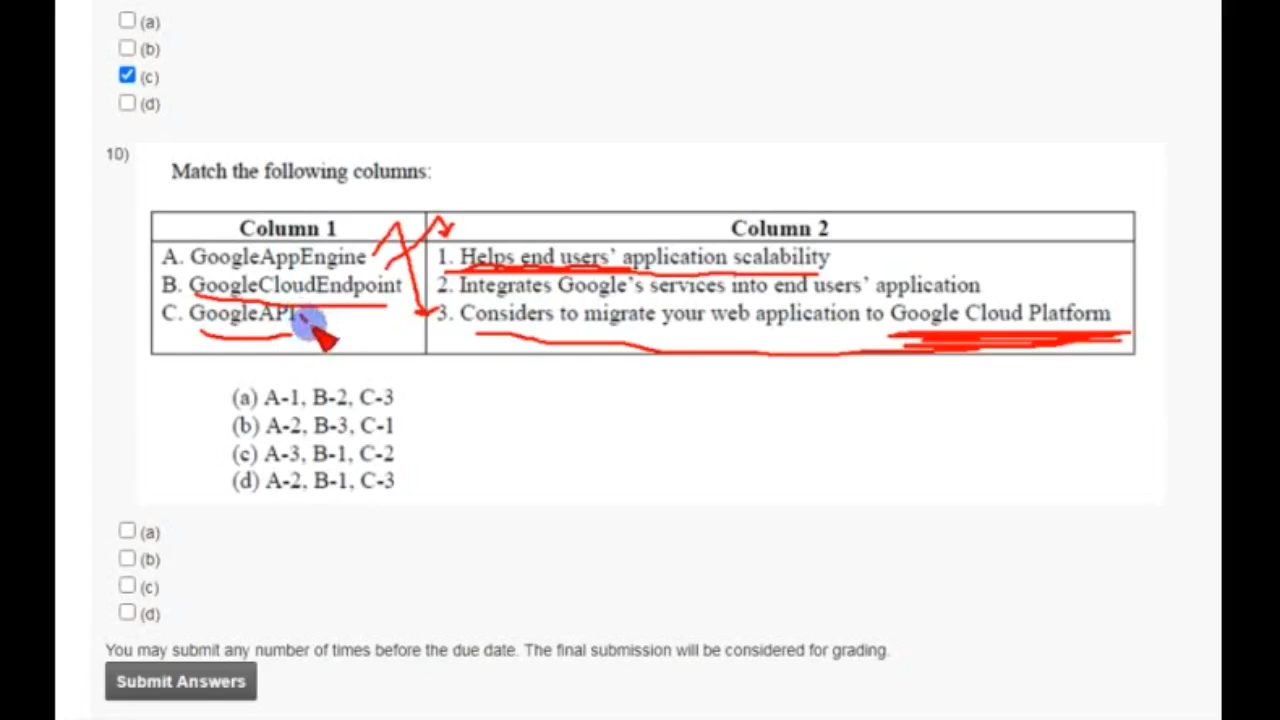 (a)
(b)
(c)
(d)
10)
Match the following columns:
Column 1 Column 2
A. GoogleAppEngine 1. Helps end users' application scalability
B. GoogleCloudEndpoint 2. Integrates Google's services into end users' application
C. GoogleAPI 3. Considers to migrate your web application to Google Cloud Platform
(a) A-1, B-2, C-3
(b) A-2, B-3, C-1
(c) A-3, B-1, C-2
(d) A-2, B-1, C-3
(a)
(b)
(c)
(d)
You may submit any number of times before the due date. The final submission will be considered for grading.
Submit Answers